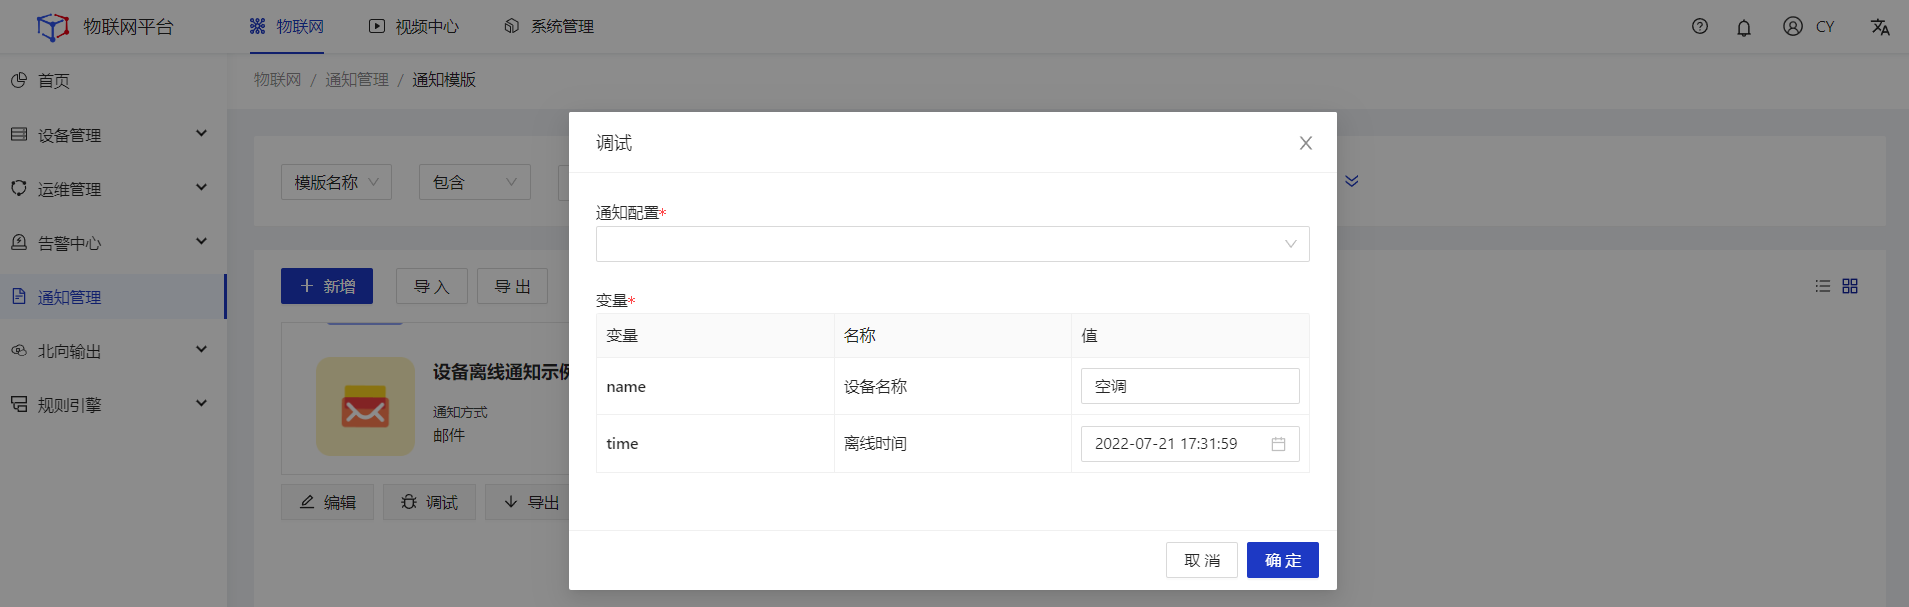 物联网平台
物联网
视频中心
系统管理
CY
首页
设备管理
运维管理
告警中心
通知管理
北向输出
规则引擎
物联网 / 通知管理 / 通知模版
模版名称
包含
新增
导入
导出
设备离线通知示例
通知方式
邮件
编辑
调试
导出
调试
通知配置*
变量*
变量 名称 值
name 设备名称 空调
time 离线时间 2022-07-21 17:31:59
取消
确定